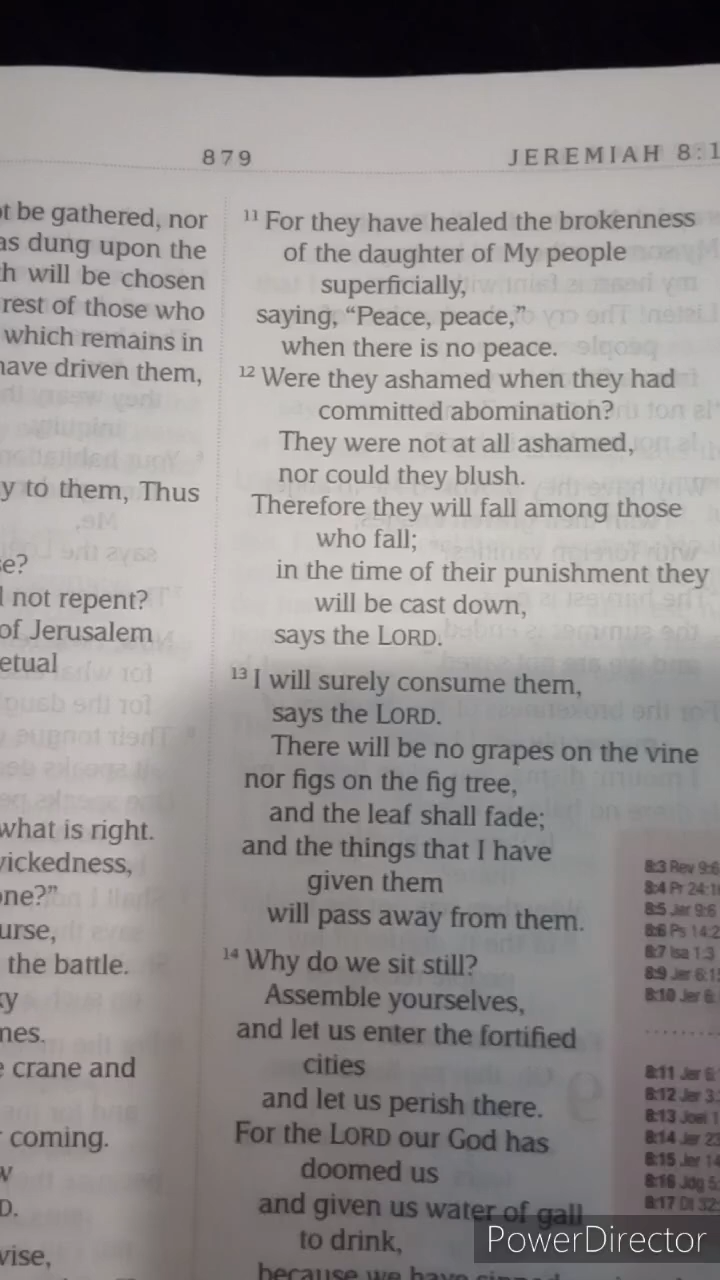 879
JEREMIAH 8:1
be gathered, nor
as dung upon the
will be chosen
rest of those who
which remains in
have driven them,
y to them, Thus
se?
not repent?
of Jerusalem
etual
what is right.
wickedness,
one?”
urse,
the battle.
ky
mes.
crane and
coming.
w
D.
wise,
11 For they have healed the brokenness
of the daughter of My people
superficially,
saying, “Peace, peace,”
when there is no peace.
12 Were they ashamed when they had
committed abomination?
They were not at all ashamed,
nor could they blush.
Therefore they will fall among those
who fall;
in the time of their punishment they
will be cast down,
says the LORD.
13 I will surely consume them,
says the LORD.
There will be no grapes on the vine
nor figs on the fig tree,
and the leaf shall fade;
and the things that I have
given them
will pass away from them.
14 Why do we sit still?
Assemble yourselves,
and let us enter the fortified
cities
and let us perish there.
For the LORD our God has
doomed us
and given us water of gall
to drink,
because we have sinned
8:3 Rev 9:6
8:4 Pr 24:1
8:5 Jer 9:6
8:6 Ps 14:2
8:7 Isa 1:3
8:9 Jer 6:1
8:10 Jer 6:
8:11 Jer 6:
8:12 Jer 3:
8:13 Joel 1
8:14 Jer 23
8:15 Jer 14
8:16 Jdg 5:
8:17 Dt 32:
PowerDirector